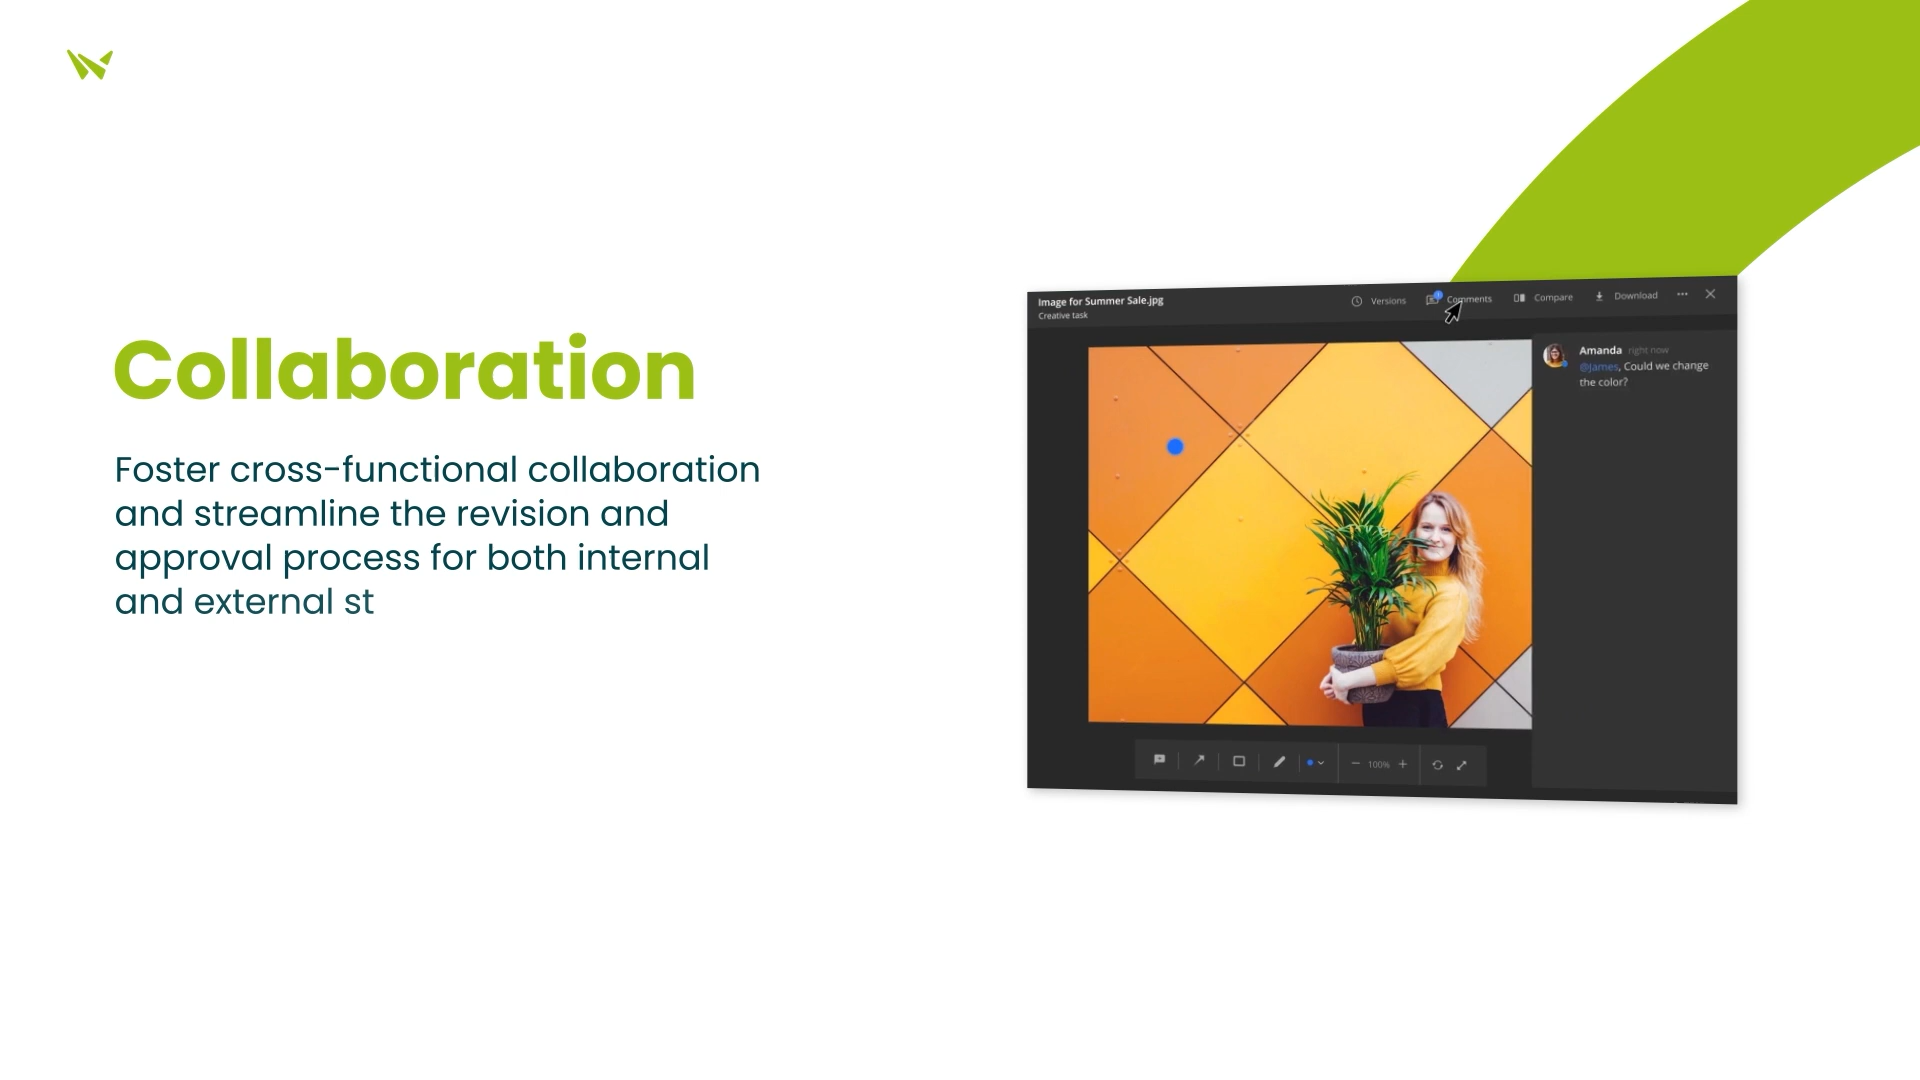 Collaboration
Foster cross-functional collaboration
and streamline the revision and
approval process for both internal
and external st
Image for Summer Sale.jpg
Creative task
Versions
Comments
Compare
Download
Amanda right now
@James, Could we change
the color?
100%